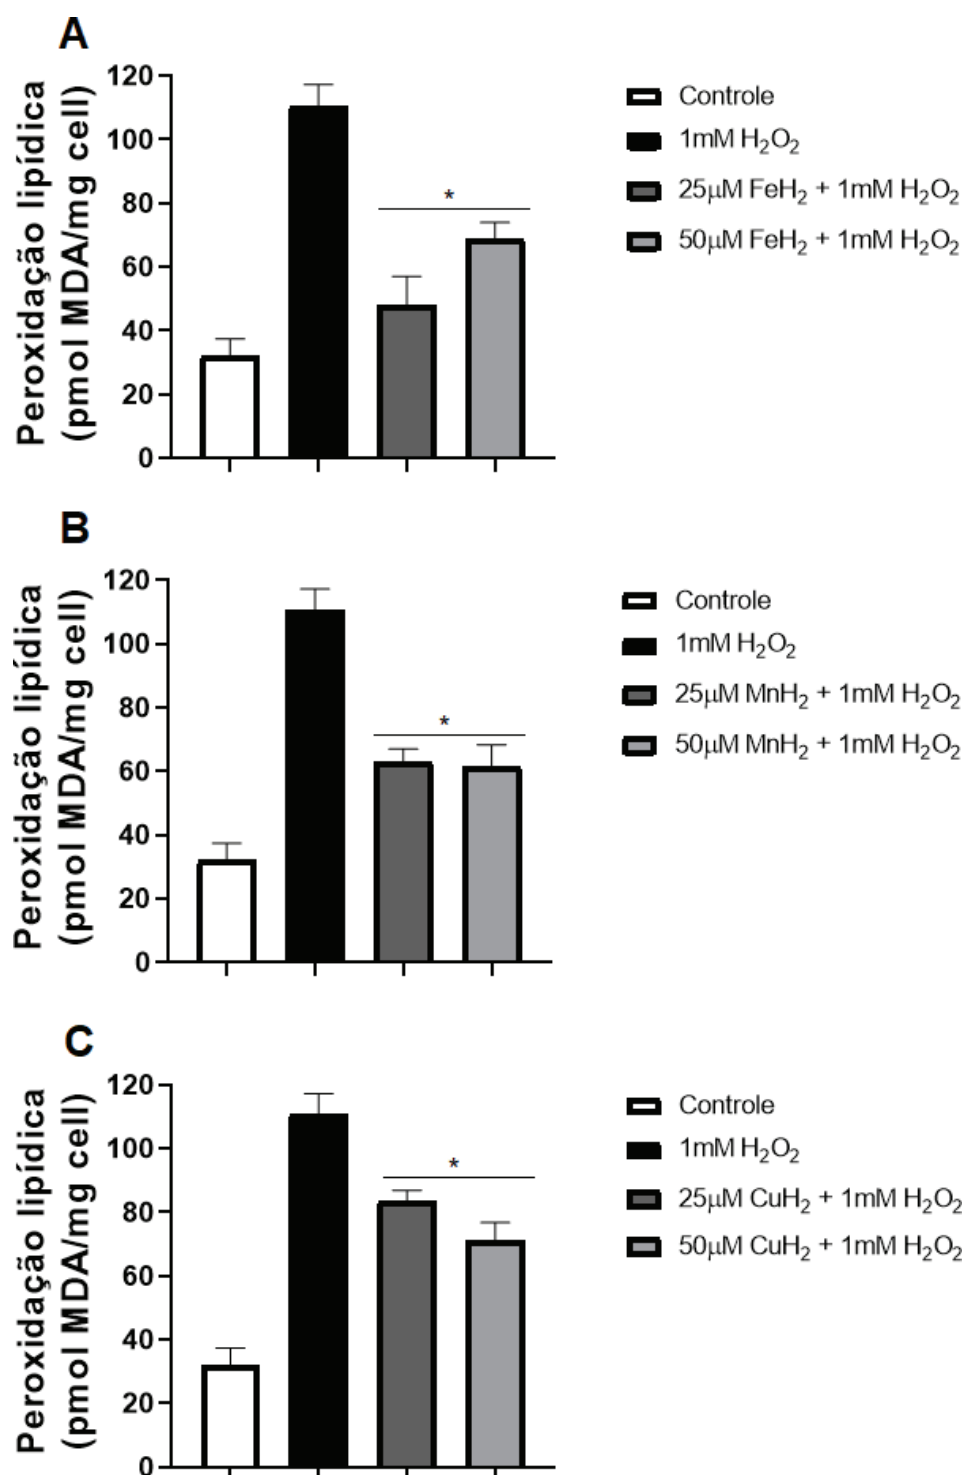 A
Peroxidação lipídica
(pmol MDA/mg cell)
120
100
80
60
40
20
0
*
Controle
1mM H₂O₂
25µM FeH₂ + 1mM H₂O₂
50µM FeH₂ + 1mM H₂O₂
B
Peroxidação lipídica
(pmol MDA/mg cell)
120
100
80
60
40
20
0
*
Controle
1mM H₂O₂
25µM MnH₂ + 1mM H₂O₂
50µM MnH₂ + 1mM H₂O₂
C
Peroxidação lipídica
(pmol MDA/mg cell)
120
100
80
60
40
20
0
*
Controle
1mM H₂O₂
25µM CuH₂ + 1mM H₂O₂
50µM CuH₂ + 1mM H₂O₂